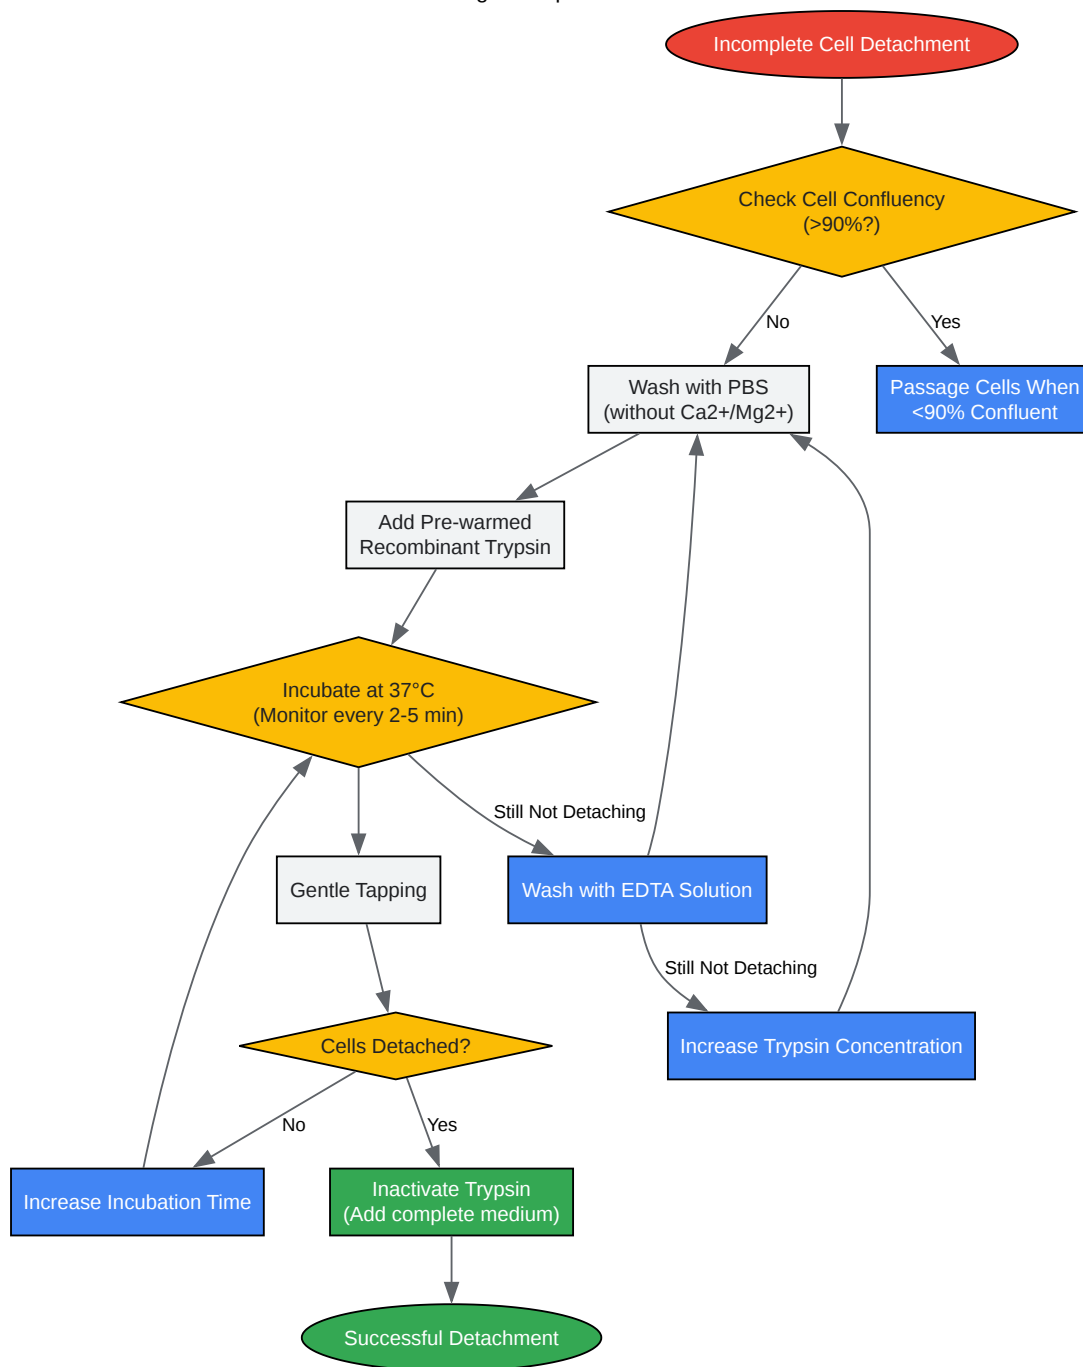 Incomplete Cell Detachment
Check Cell Confluency
(>90%?)
No
Yes
Wash with PBS
(without Ca2+/Mg2+)
Passage Cells When
<90% Confluent
Add Pre-warmed
Recombinant Trypsin
Incubate at 37°C
(Monitor every 2-5 min)
Still Not Detaching
Gentle Tapping
Wash with EDTA Solution
Still Not Detaching
Cells Detached?
Increase Trypsin Concentration
No
Yes
Increase Incubation Time
Inactivate Trypsin
(Add complete medium)
Successful Detachment